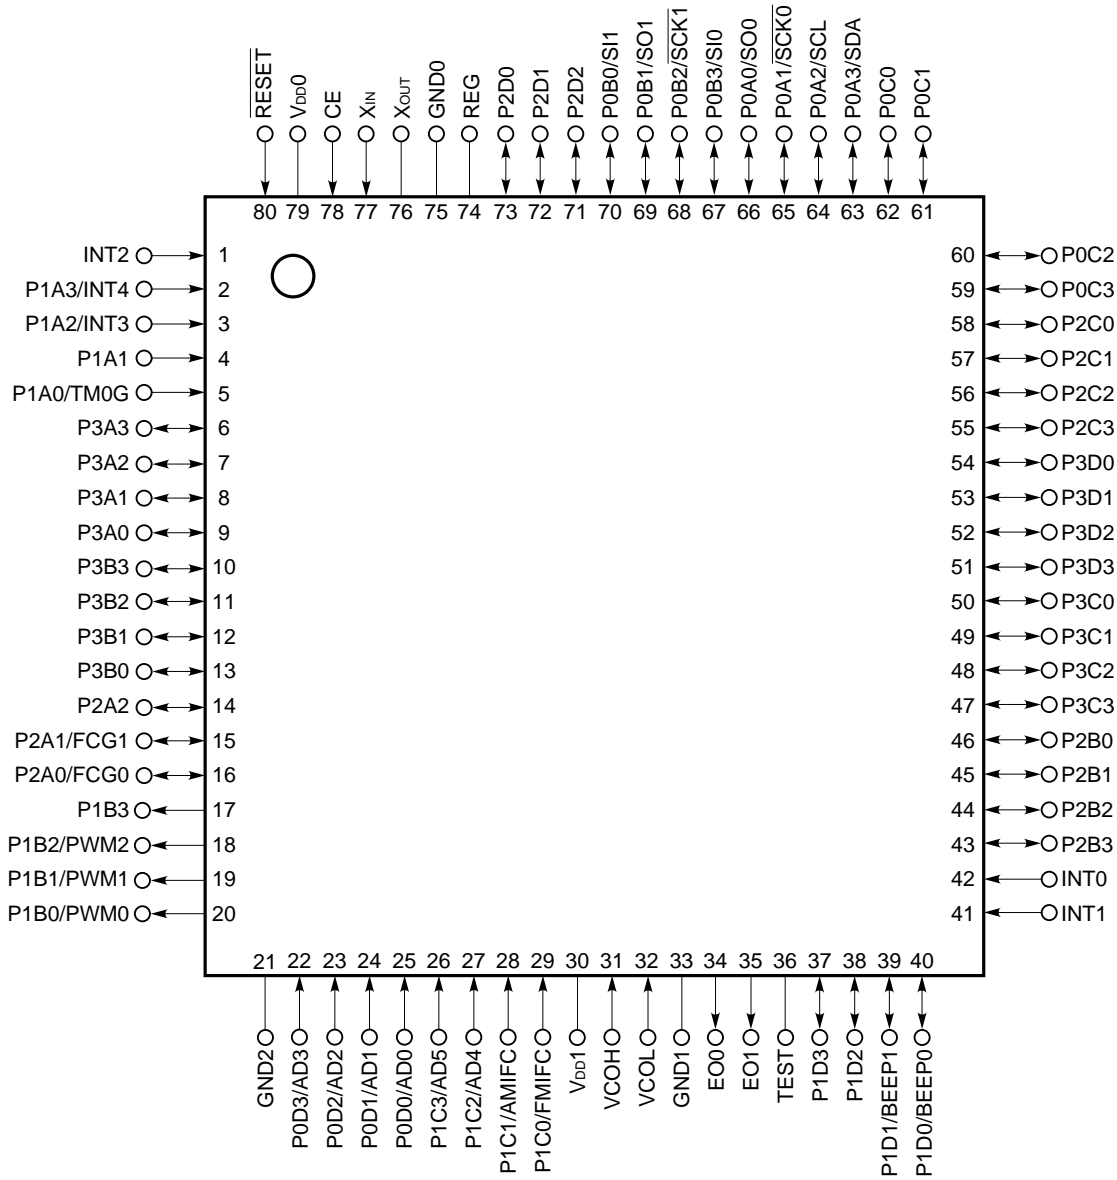 RESET
VDD0
CE
XIN
XOUT
GND0
REG
P2D0
P2D1
P2D2
P0B0/SI1
P0B1/SO1
P0B2/SCK1
P0B3/SI0
P0A0/SO0
P0A1/SCK0
P0A2/SCL
P0A3/SDA
P0C0
P0C1
80 79 78 77 76 75 74 73 72 71 70 69 68 67 66 65 64 63 62 61
INT2 1 60 P0C2
P1A3/INT4 2 59 P0C3
P1A2/INT3 3 58 P2C0
P1A1 4 57 P2C1
P1A0/TM0G 5 56 P2C2
P3A3 6 55 P2C3
P3A2 7 54 P3D0
P3A1 8 53 P3D1
P3A0 9 52 P3D2
P3B3 10 51 P3D3
P3B2 11 50 P3C0
P3B1 12 49 P3C1
P3B0 13 48 P3C2
P2A2 14 47 P3C3
P2A1/FCG1 15 46 P2B0
P2A0/FCG0 16 45 P2B1
P1B3 17 44 P2B2
P1B2/PWM2 18 43 P2B3
P1B1/PWM1 19 42 INT0
P1B0/PWM0 20 41 INT1
21 22 23 24 25 26 27 28 29 30 31 32 33 34 35 36 37 38 39 40
GND2
P0D3/AD3
P0D2/AD2
P0D1/AD1
P0D0/AD0
P1C3/AD5
P1C2/AD4
P1C1/AMIFC
P1C0/FMIFC
VDD1
VCOH
VCOL
GND1
EO0
EO1
TEST
P1D3
P1D2
P1D1/BEEP1
P1D0/BEEP0